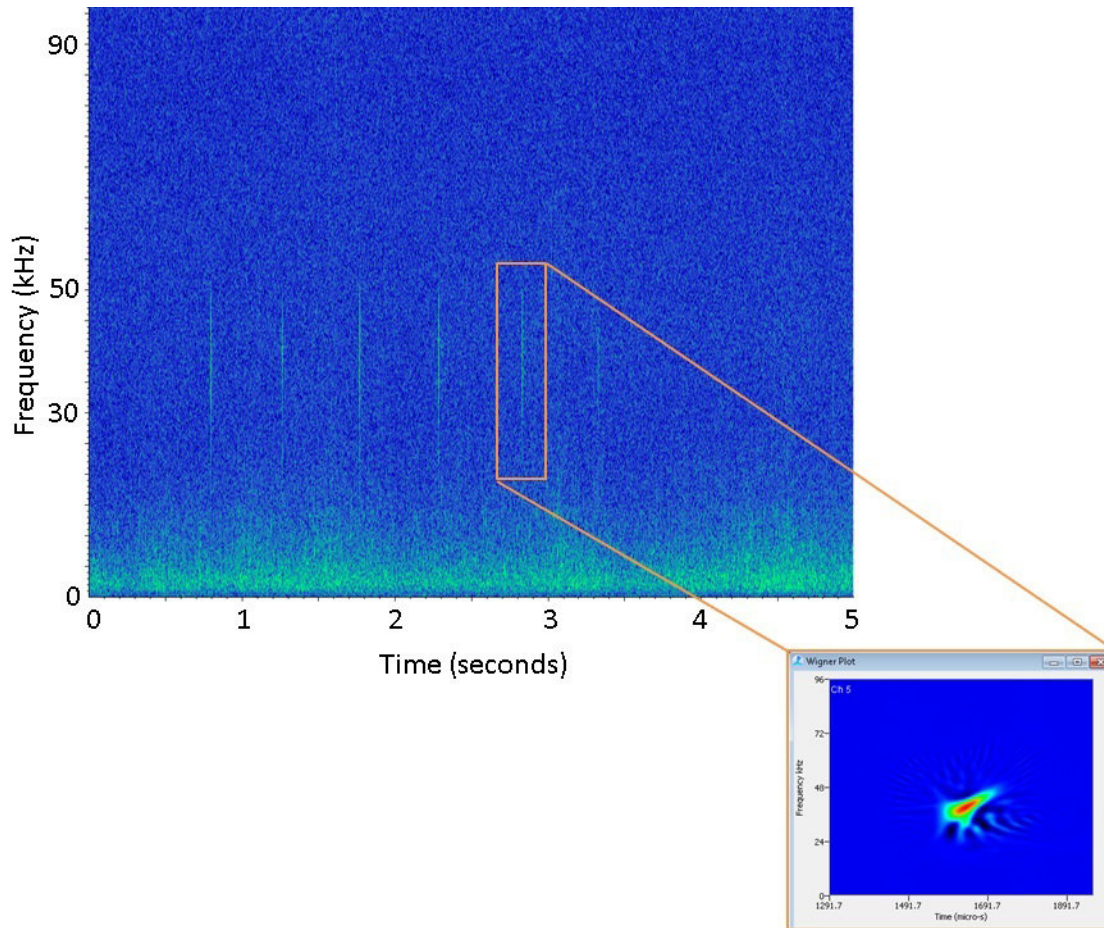 90
50
30
0
Frequency (kHz)
0 1 2 3 4 5
Time (seconds)
Wigner Plot
Ch 5
96
72
48
24
0
Frequency kHz
1291.7 1491.7 1691.7 1891.7
Time (micro-s)